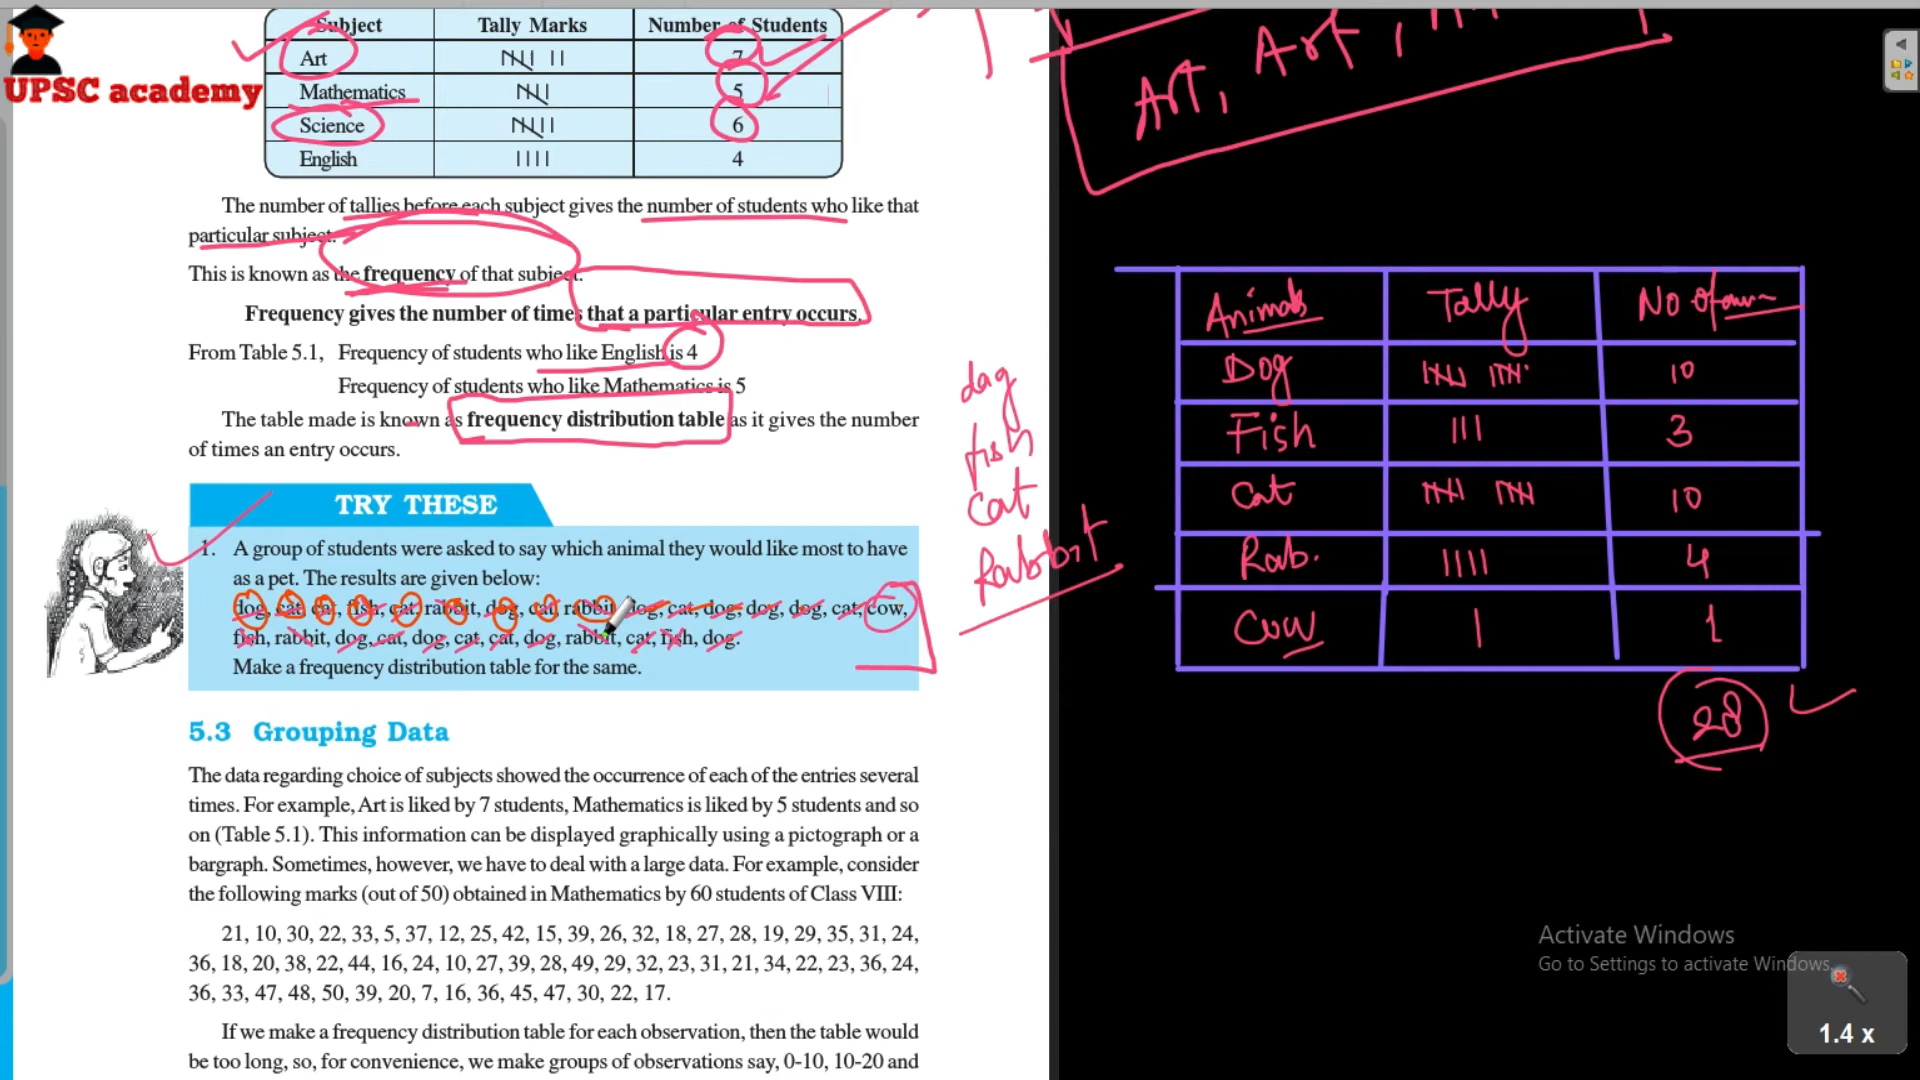 Subject Tally Marks Number of Students
Art 7
Mathematics 5
Science 6
English 4
UPSC academy
The number of tallies before each subject gives the number of students who like that
particular subject.
This is known as the frequency of that subject.
Frequency gives the number of times that a particular entry occurs.
From Table 5.1, Frequency of students who like English is 4
Frequency of students who like Mathematics is 5
The table made is known as frequency distribution table as it gives the number
of times an entry occurs.
TRY THESE
1. A group of students were asked to say which animal they would like most to have
as a pet. The results are given below:
dog, cat, cat, fish, cat, rabbit, dog, cat, rabbit, dog, cat, dog, dog, dog, cat, cow,
fish, rabbit, dog, cat, dog, cat, cat, dog, rabbit, cat, fish, dog.
Make a frequency distribution table for the same.
5.3 Grouping Data
The data regarding choice of subjects showed the occurrence of each of the entries several
times. For example, Art is liked by 7 students, Mathematics is liked by 5 students and so
on (Table 5.1). This information can be displayed graphically using a pictograph or a
bargraph. Sometimes, however, we have to deal with a large data. For example, consider
the following marks (out of 50) obtained in Mathematics by 60 students of Class VIII:
21, 10, 30, 22, 33, 5, 37, 12, 25, 42, 15, 39, 26, 32, 18, 27, 28, 19, 29, 35, 31, 24,
36, 18, 20, 38, 22, 44, 16, 24, 10, 27, 39, 28, 49, 29, 32, 23, 31, 21, 34, 22, 23, 36, 24,
36, 33, 47, 48, 50, 39, 20, 7, 16, 36, 45, 47, 30, 22, 17.
If we make a frequency distribution table for each observation, then the table would
be too long, so, for convenience, we make groups of observations say, 0-10, 10-20 and
dog
fish
cat
Rabbit
Art, Art,
Animals Tally No of
Dog 10
Fish 3
Cat 10
Rab. 4
Cow 1
28
Activate Windows
Go to Settings to activate Windows.
1.4 x